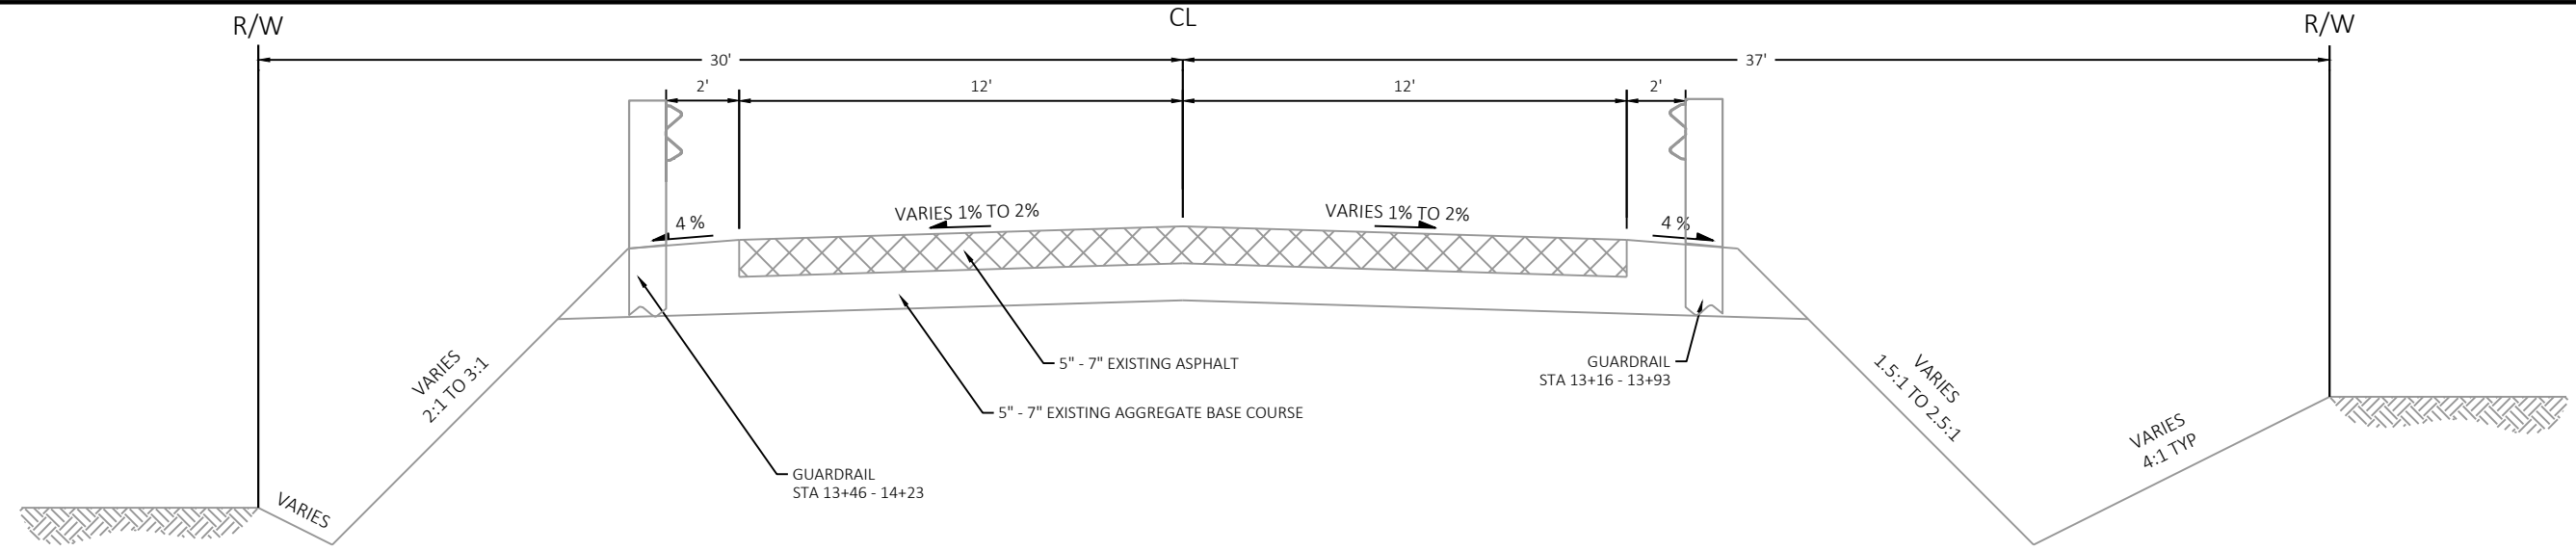 R/W
CL
R/W
30'
37'
2'
12'
12'
2'
4 %
VARIES 1% TO 2%
VARIES 1% TO 2%
4 %
VARIES
2:1 TO 3:1
5" - 7" EXISTING ASPHALT
GUARDRAIL
STA 13+16 - 13+93
VARIES
1.5:1 TO 2.5:1
5" - 7" EXISTING AGGREGATE BASE COURSE
VARIES
4:1 TYP
GUARDRAIL
STA 13+46 - 14+23
VARIES